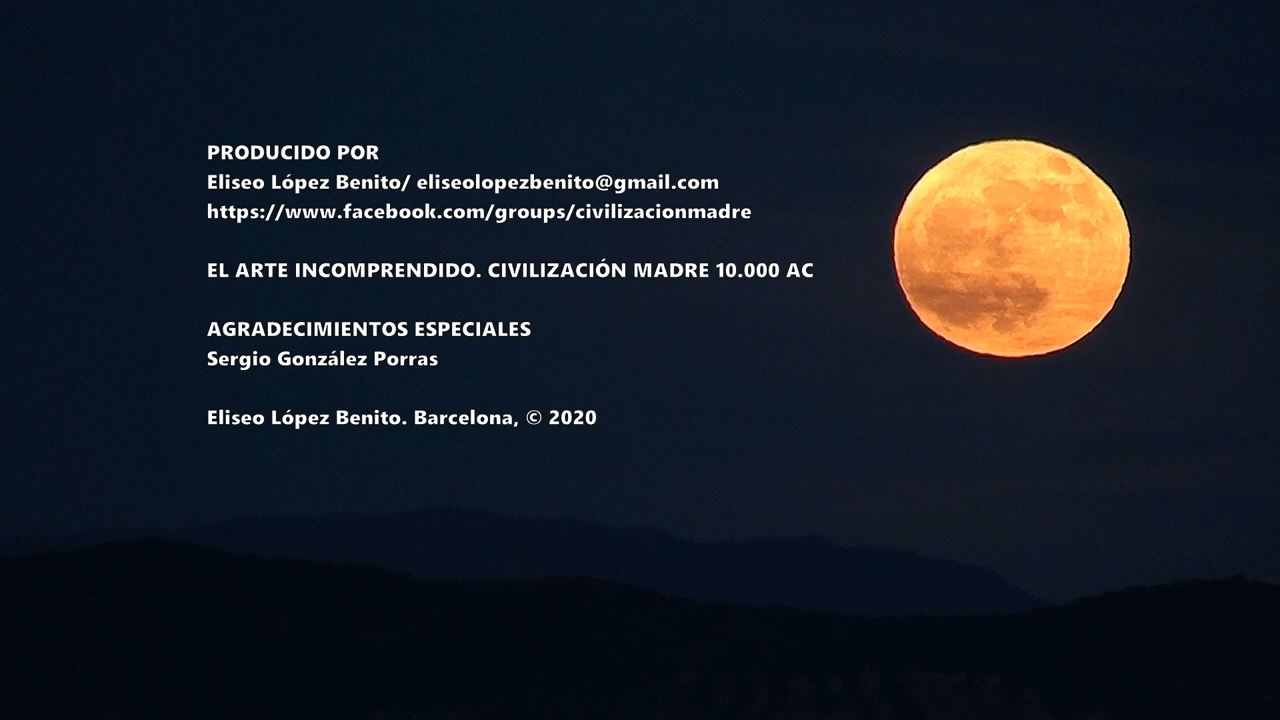 PRODUCIDO POR
Eliseo López Benito/ eliseolopezbenito@gmail.com
https://www.facebook.com/groups/civilizacionmadre
EL ARTE INCOMPRENDIDO. CIVILIZACIÓN MADRE 10.000 AC
AGRADECIMIENTOS ESPECIALES
Sergio González Porras
Eliseo López Benito. Barcelona, © 2020